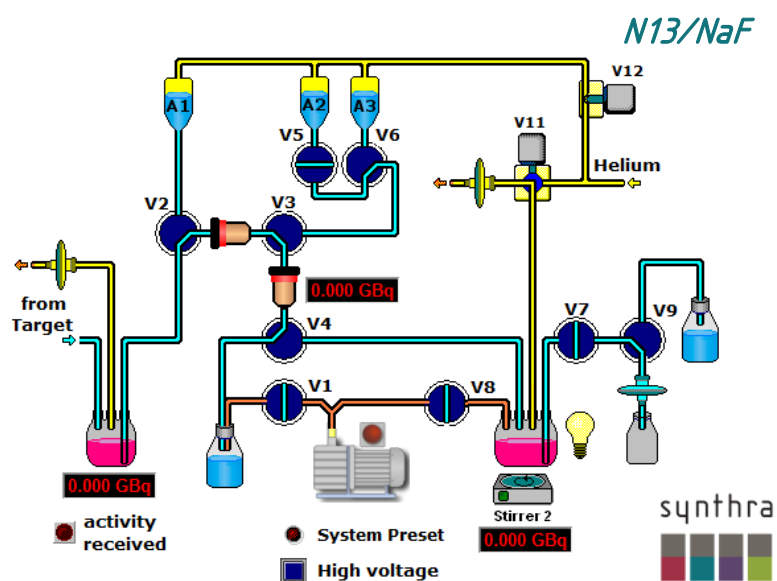 N13/NaF
V12
A1
A2
A3
V5
V6
V11
Helium
V2
V3
from
Target
0.000 GBq
V4
V7
V9
V1
V8
0.000 GBq
activity
received
System Preset
High voltage
Stirrer 2
0.000 GBq
synthra